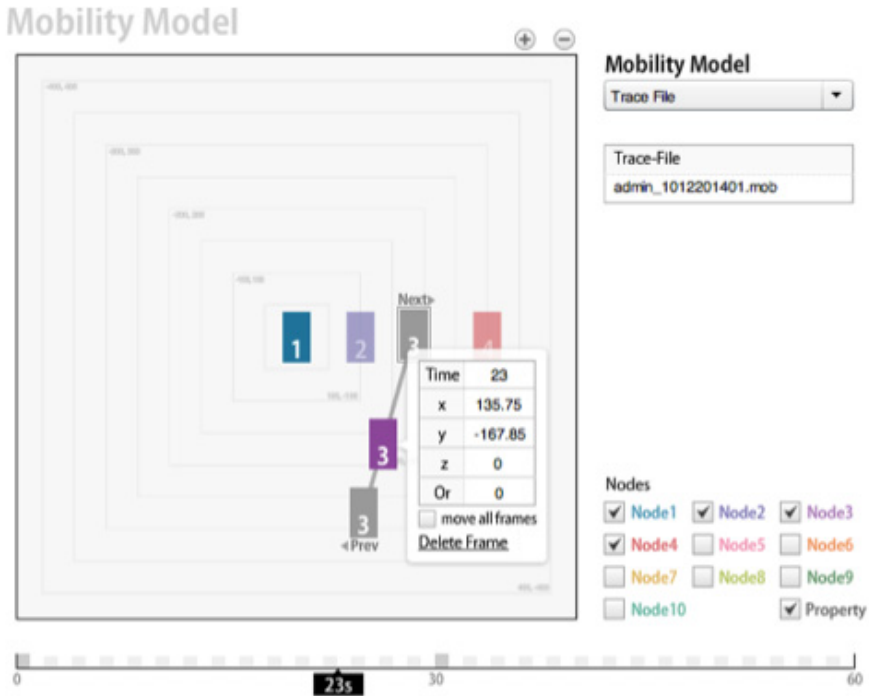 Mobility Model
Mobility Model
Trace File
Trace-File
admin_1012201401.mob
Next
1
2
3
4
Time 23
x 135.75
y -167.85
z 0
Or 0
move all frames
Delete Frame
3
3
Prev
Nodes
Node1 Node2 Node3
Node4 Node5 Node6
Node7 Node8 Node9
Node10 Property
0 23s 30 60